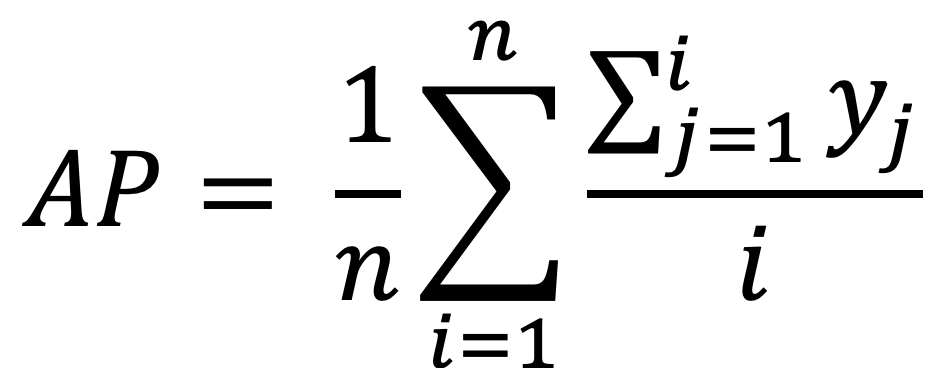 $AP = \frac{1}{n} \sum_{i=1}^{n} \frac{\sum_{j=1}^{i} y_j}{i}$